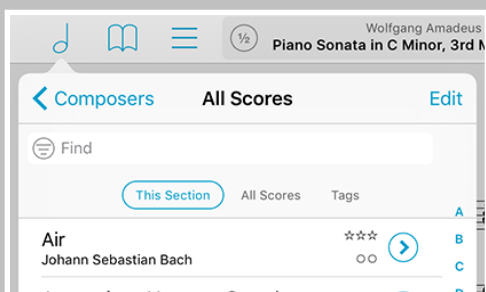 ½
Wolfgang Amadeus
Piano Sonata in C Minor, 3rd
Composers
All Scores
Edit
Find
This Section
All Scores
Tags
A
Air
B
Johann Sebastian Bach
C